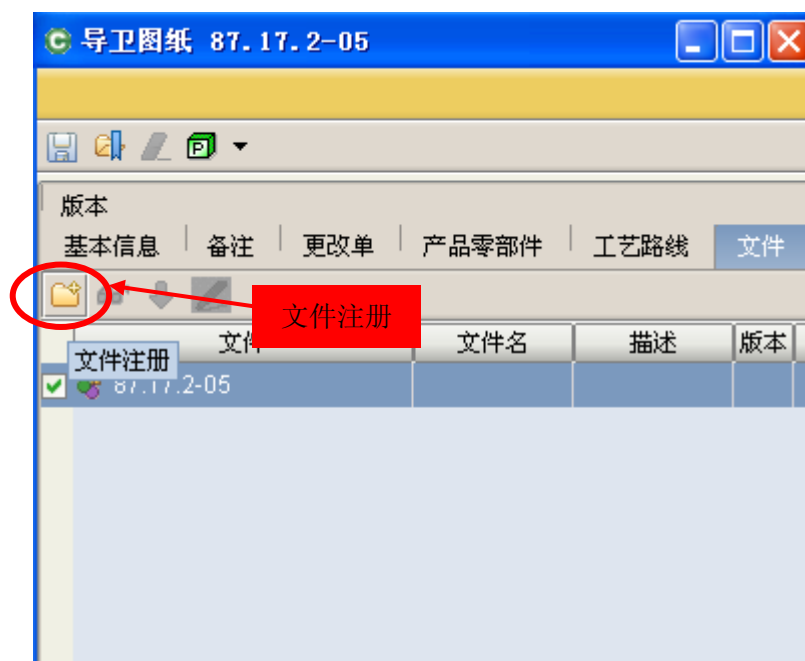 导卫图纸 87.17.2-05
版本
基本信息 备注 更改单 产品零部件 工艺路线 文件
文件注册
文件 文件名 描述 版本
文件注册
87.17.2-05